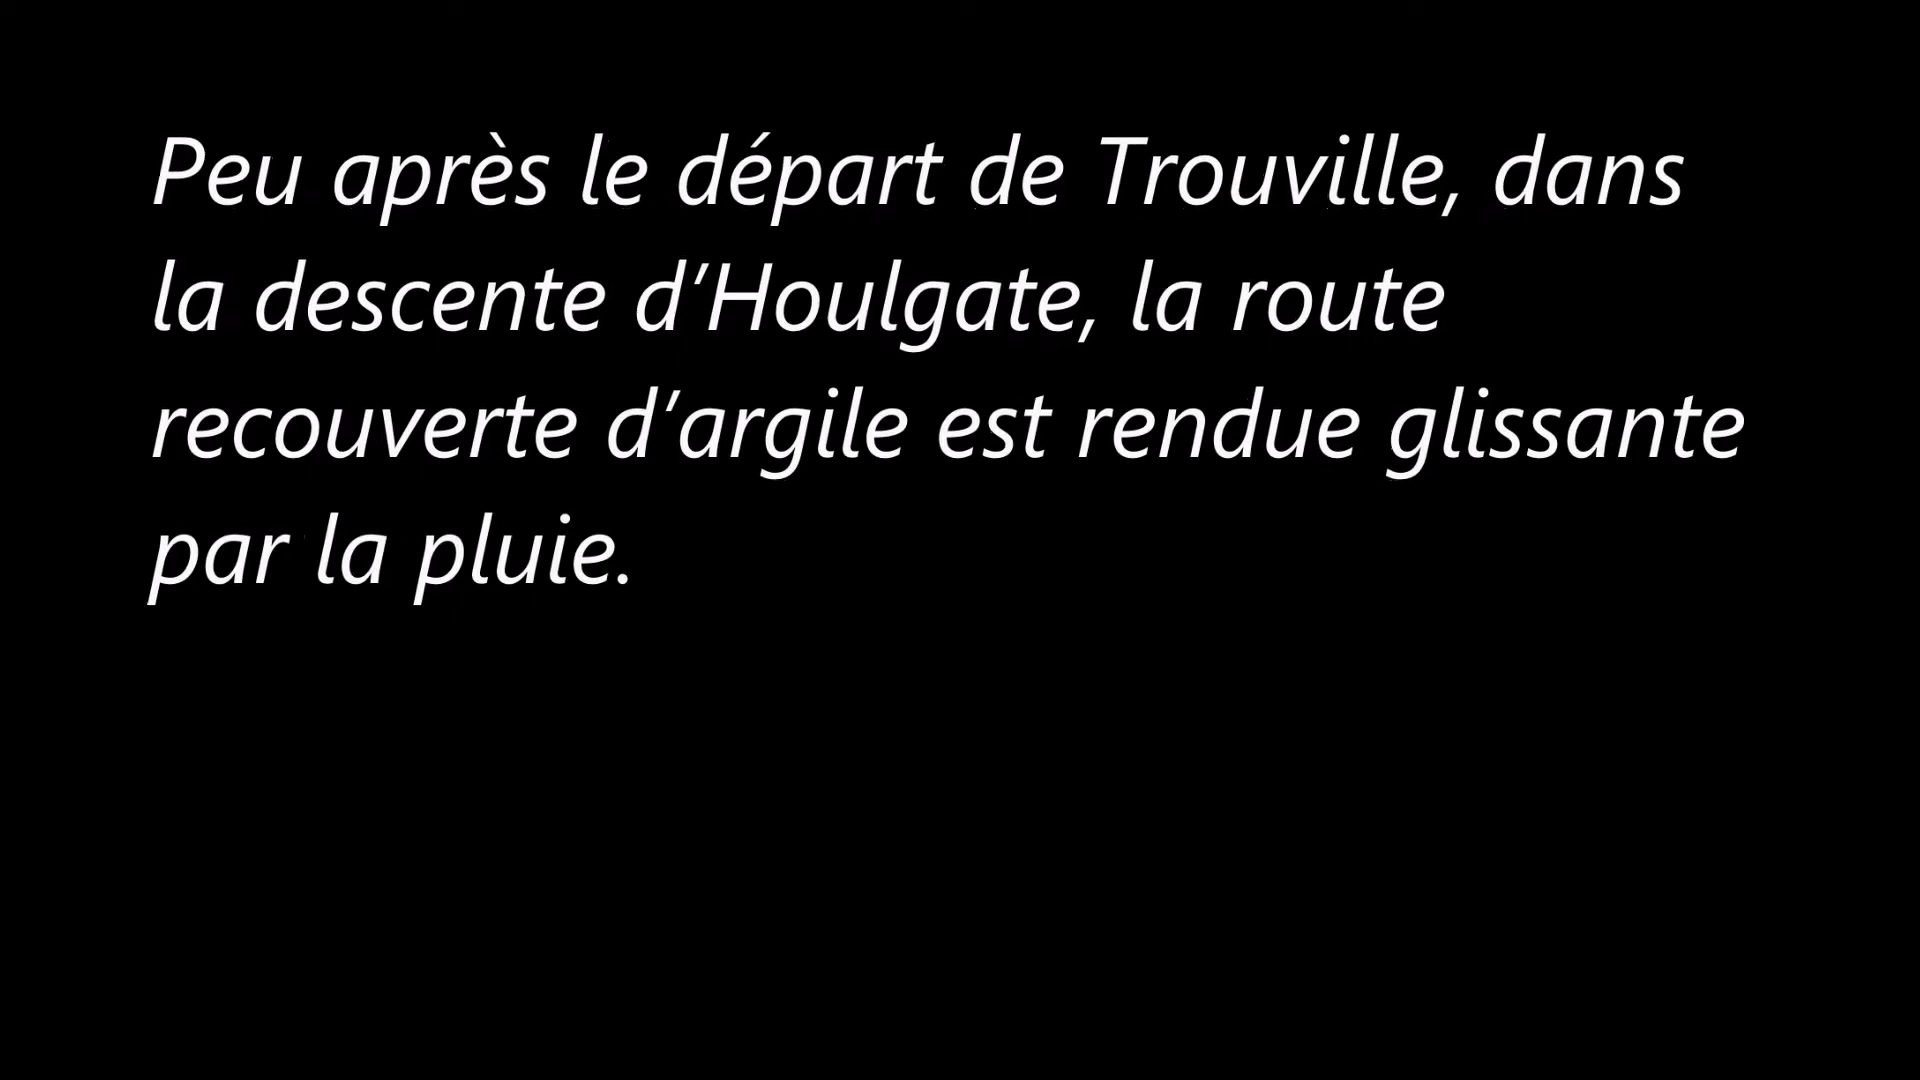 Peu après le départ de Trouville, dans
la descente d’Houlgate, la route
recouverte d’argile est rendue glissante
par la pluie.